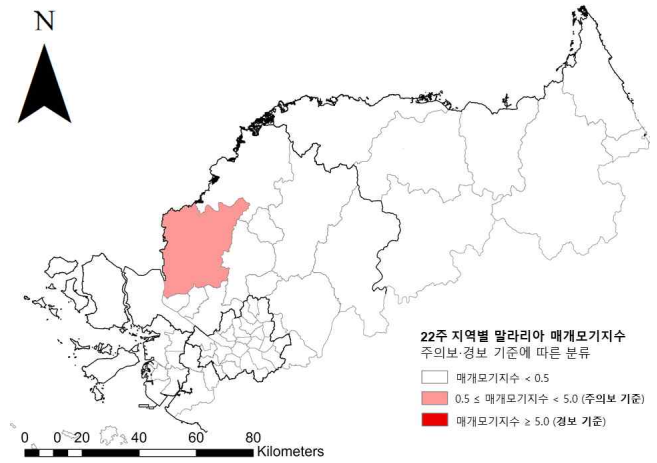 N
22주 지역별 말라리아 매개모기지수
주의보·경보 기준에 따른 분류
매개모기지수 < 0.5
0.5 ≤ 매개모기지수 < 5.0 (주의보 기준)
매개모기지수 ≥ 5.0 (경보 기준)
0 5 10 20 40 60 80
Kilometers